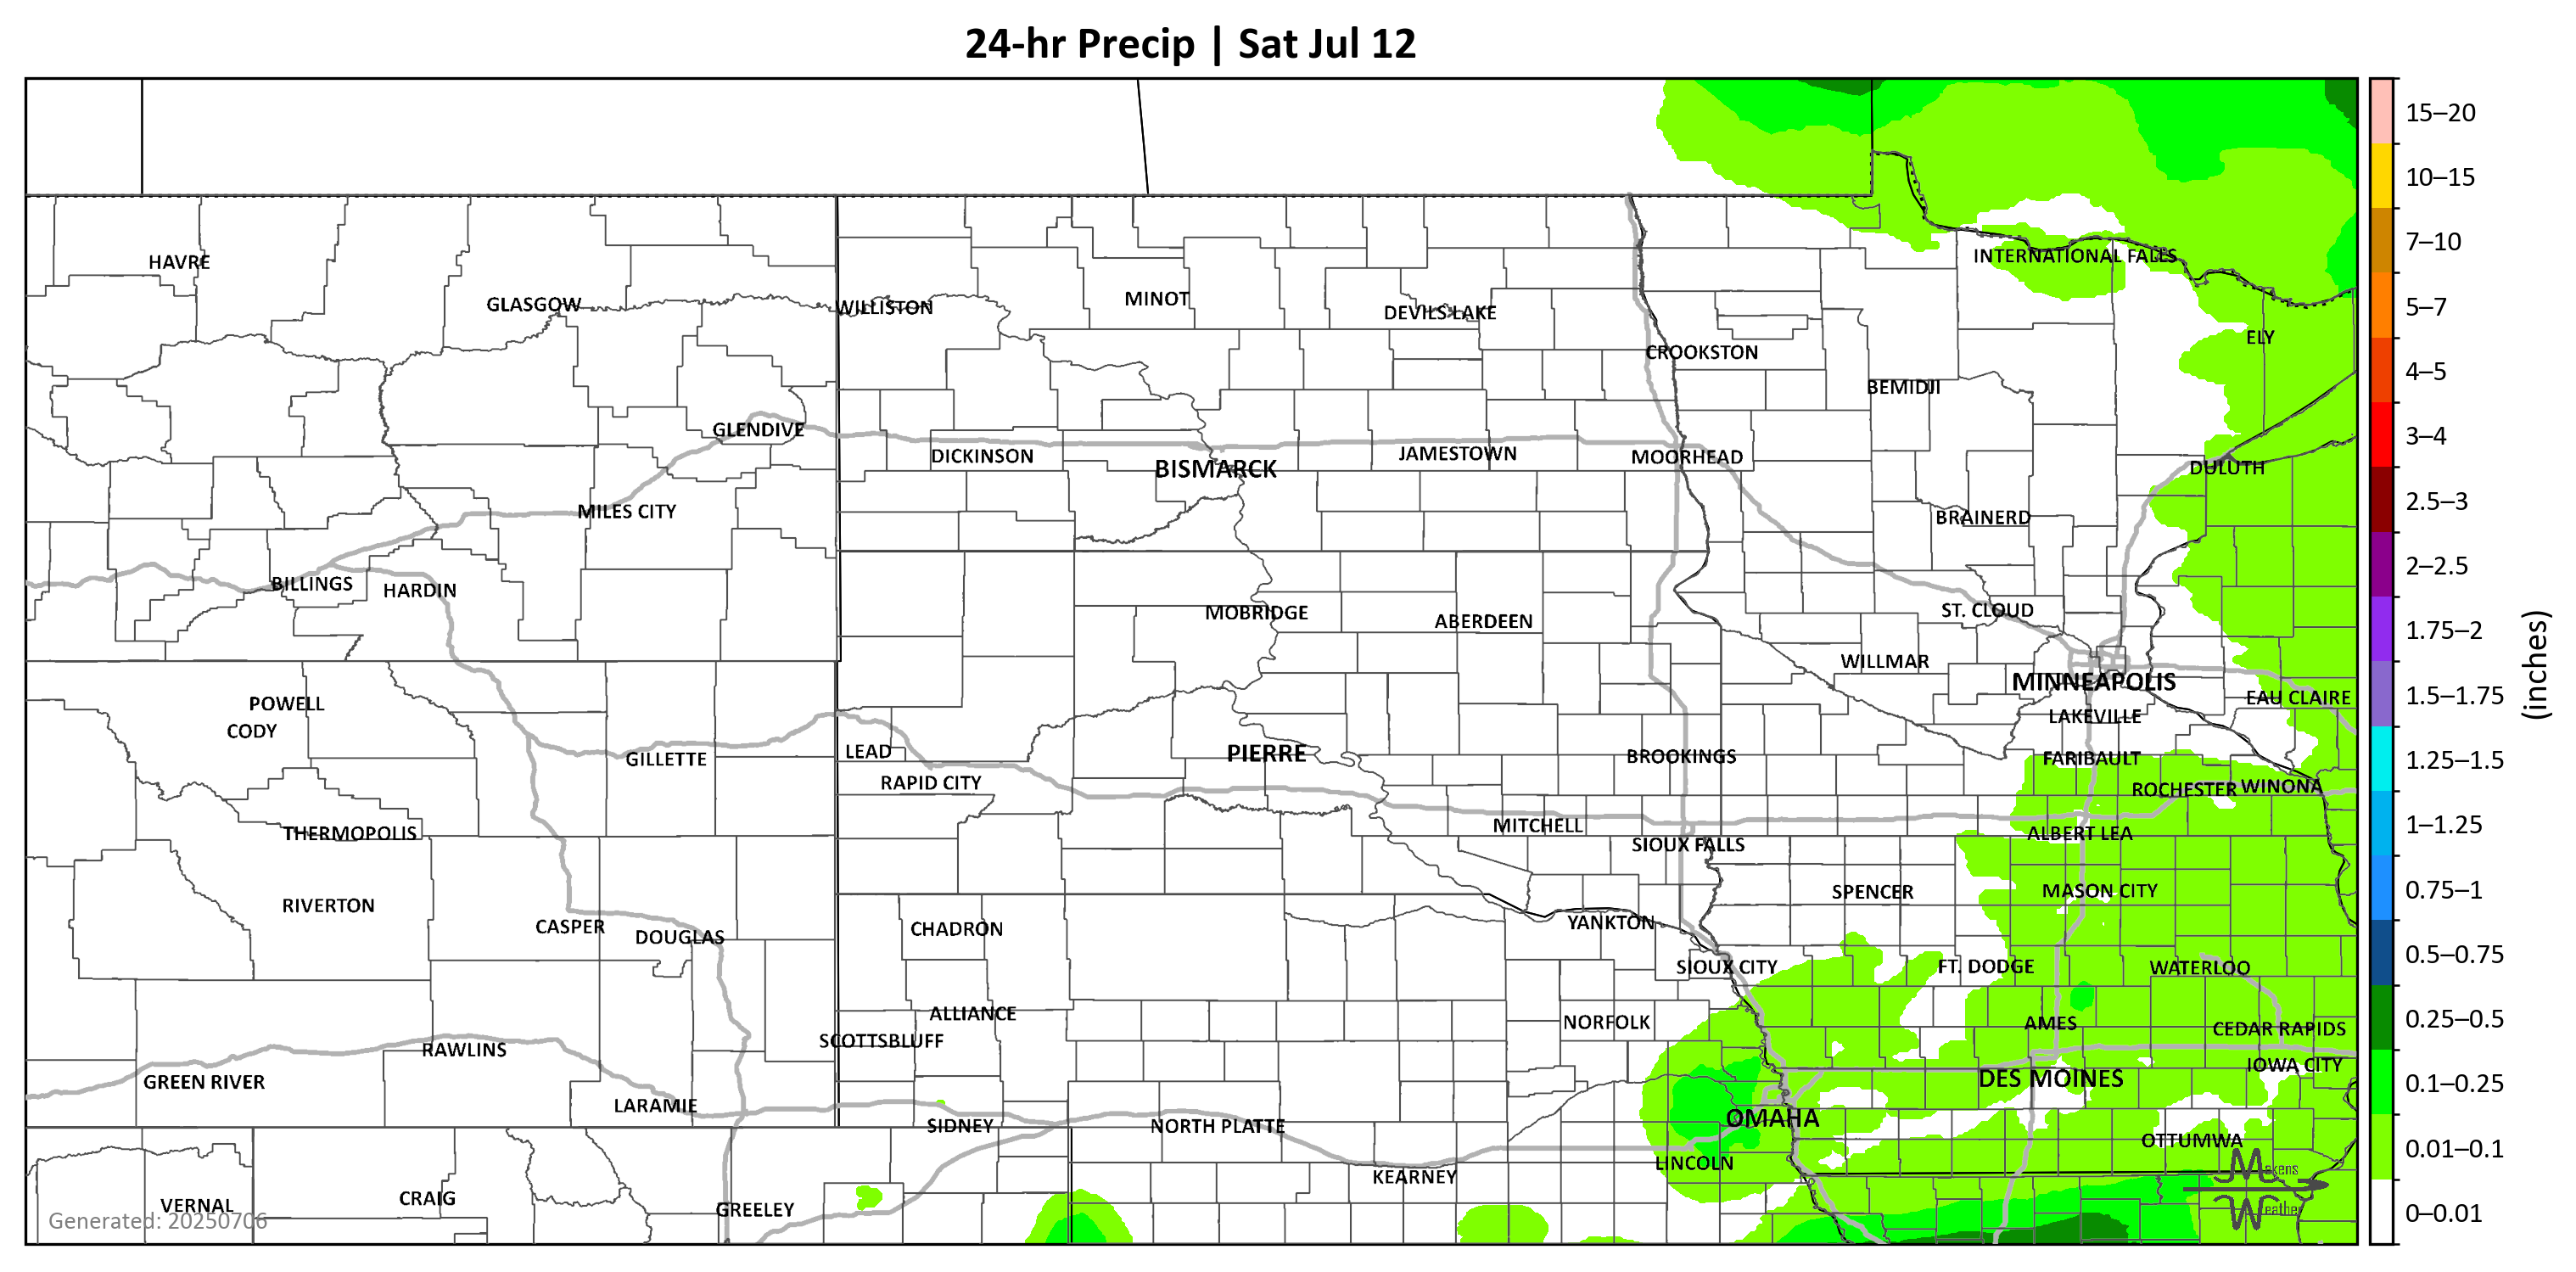 24-hr Precip | Sat Jul 12
15–20
10–15
7–10
5–7
4–5
3–4
2.5–3
2–2.5
1.75–2
1.5–1.75
1.25–1.5
1–1.25
0.75–1
0.5–0.75
0.25–0.5
0.1–0.25
0.01–0.1
0–0.01
(inches)
HAVRE
INTERNATIONAL FALLS
GLASGOW
WILLISTON
MINOT
DEVILS LAKE
ELY
CROOKSTON
BEMIDJI
GLENDIVE
DICKINSON
BISMARCK
JAMESTOWN
MOORHEAD
DULUTH
MILES CITY
BRAINERD
BILLINGS
HARDIN
MOBRIDGE
ABERDEEN
ST. CLOUD
WILLMAR
MINNEAPOLIS
EAU CLAIRE
POWELL
CODY
LAKEVILLE
GILLETTE
LEAD
PIERRE
BROOKINGS
FARIBAULT
RAPID CITY
ROCHESTER
WINONA
THERMOPOLIS
MITCHELL
ALBERT LEA
SIOUX FALLS
RIVERTON
SPENCER
MASON CITY
CASPER
DOUGLAS
CHADRON
YANKTON
SIOUX CITY
FT. DODGE
WATERLOO
ALLIANCE
NORFOLK
AMES
CEDAR RAPIDS
SCOTTSBLUFF
RAWLINS
IOWA CITY
GREEN RIVER
DES MOINES
LARAMIE
SIDNEY
NORTH PLATTE
OMAHA
OTTUMWA
LINCOLN
KEARNEY
VERNAL
CRAIG
GREELEY
Makens
Weather
Generated: 20250706